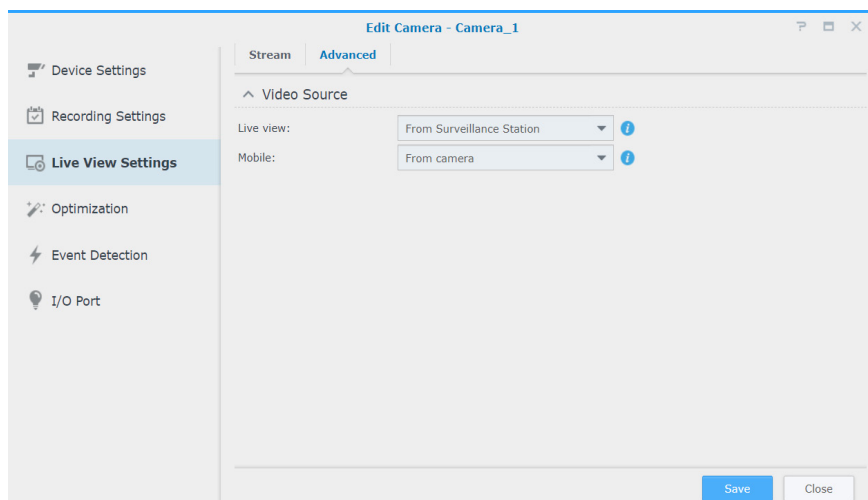 Edit Camera - Camera_1
Device Settings
Recording Settings
Live View Settings
Optimization
Event Detection
I/O Port
Stream Advanced
Video Source
Live view: From Surveillance Station
Mobile: From camera
Save Close